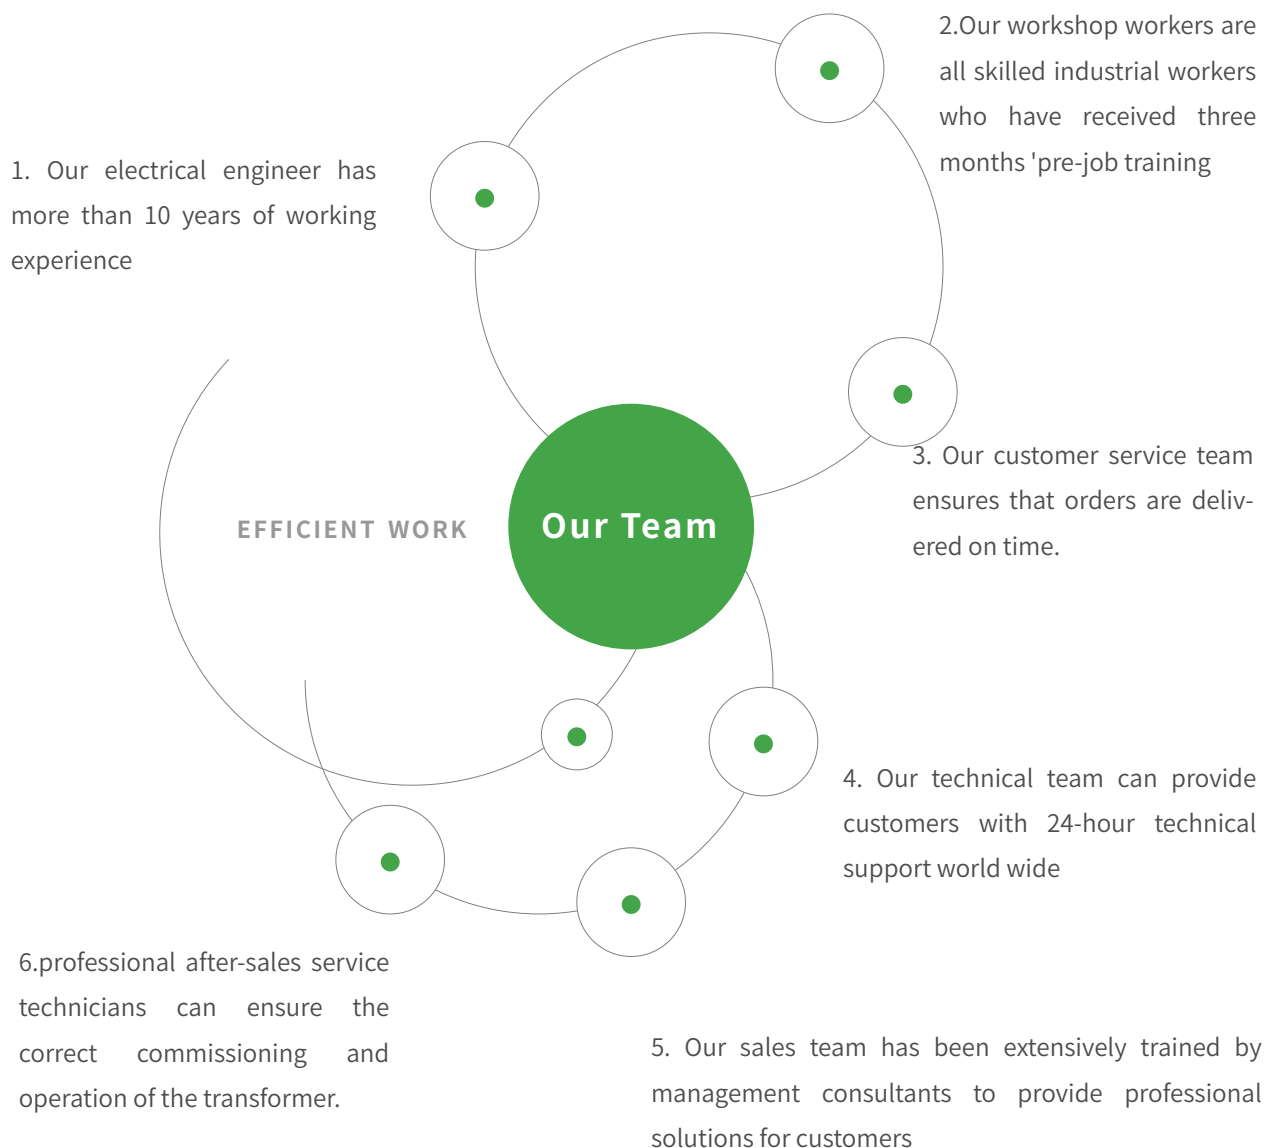 1. Our electrical engineer has
more than 10 years of working
experience
2.Our workshop workers are
all skilled industrial workers
who have received three
months 'pre-job training
3. Our customer service team
ensures that orders are deliv-
ered on time.
EFFICIENT WORK
Our Team
4. Our technical team can provide
customers with 24-hour technical
support world wide
5. Our sales team has been extensively trained by
management consultants to provide professional
solutions for customers
6.professional after-sales service
technicians can ensure the
correct commissioning and
operation of the transformer.